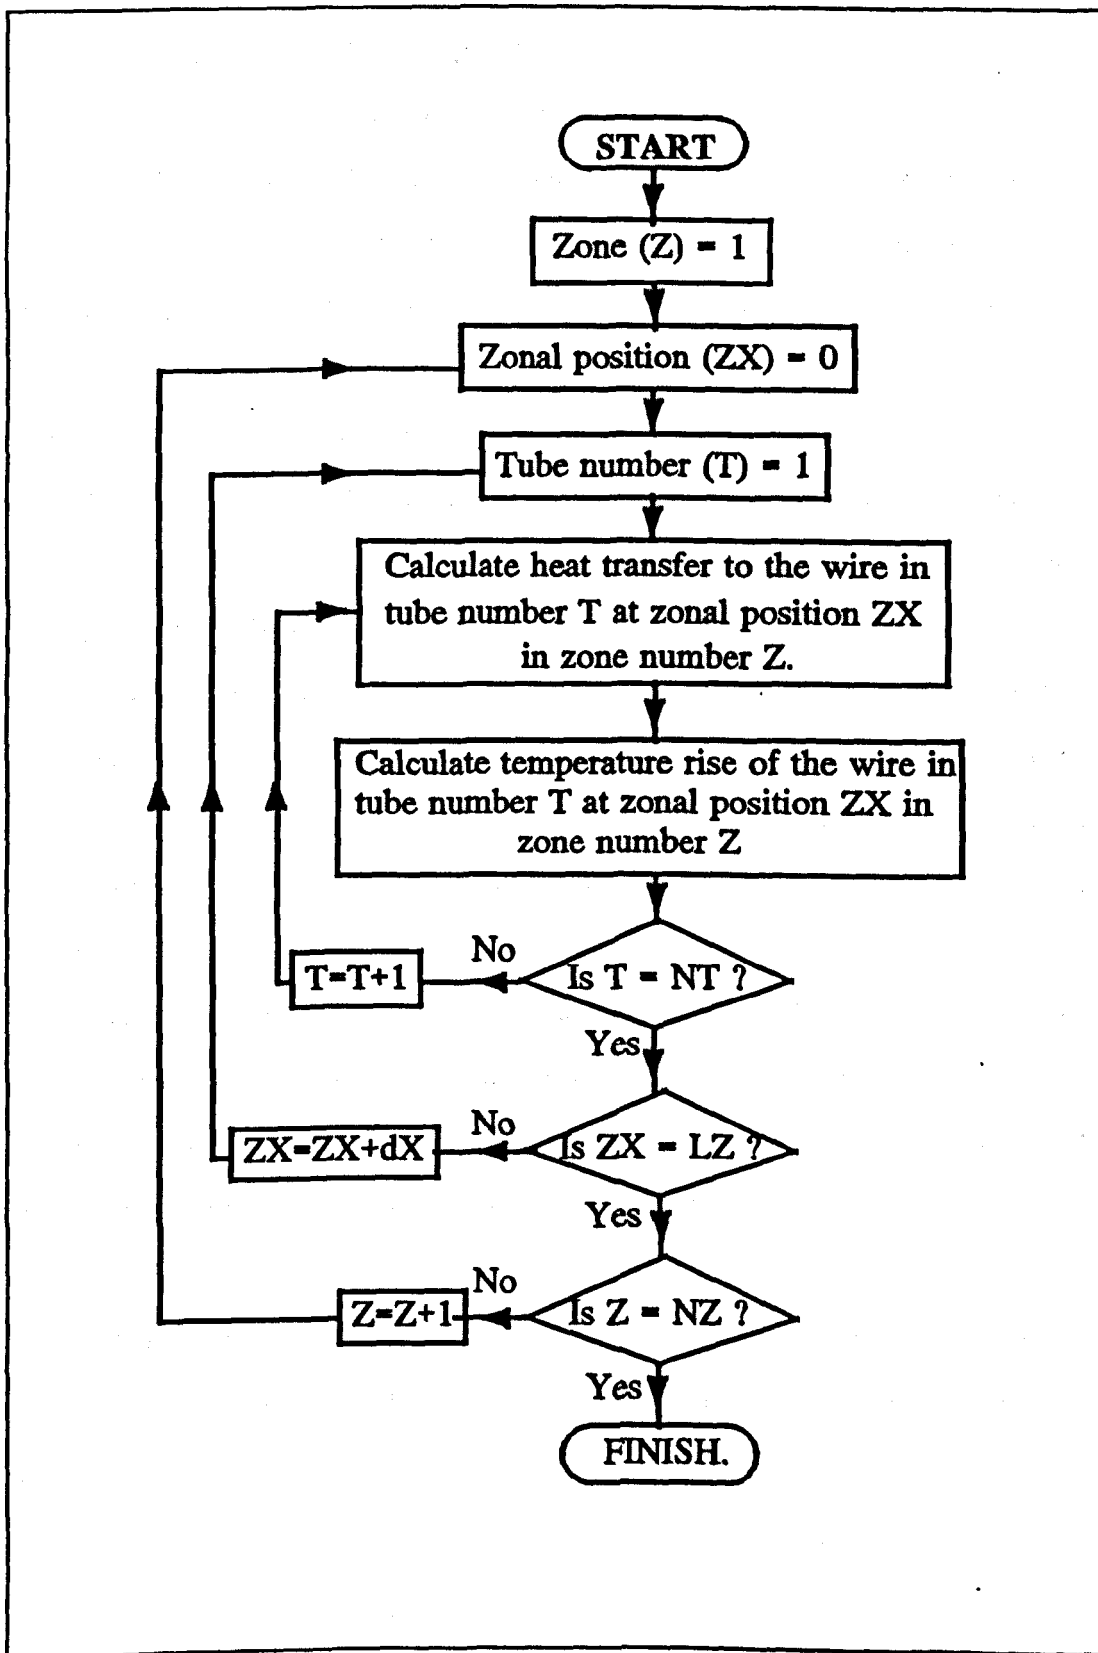 START
Zone (Z) = 1
Zonal position (ZX) = 0
Tube number (T) = 1
Calculate heat transfer to the wire in
tube number T at zonal position ZX
in zone number Z.
Calculate temperature rise of the wire in
tube number T at zonal position ZX in
zone number Z
No
T=T+1
Is T = NT ?
Yes
No
ZX=ZX+dX
Is ZX = LZ ?
Yes
No
Z=Z+1
Is Z = NZ ?
Yes
FINISH.